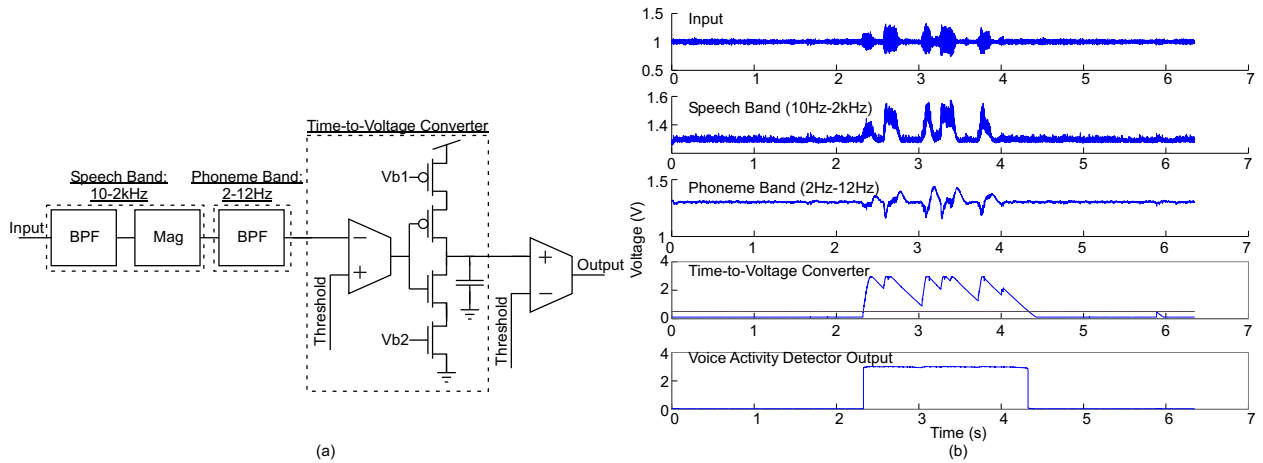 Time-to-Voltage Converter
Speech Band:
10-2kHz
Phoneme Band:
2-12Hz
Input
BPF
Mag
BPF
−
+
Threshold
Vb1
Vb2
+
−
Threshold
Output
(a)
Voltage (V)
Input
1.5
1
0.5
0 1 2 3 4 5 6 7
Speech Band (10Hz-2kHz)
1.6
1.4
1.2
0 1 2 3 4 5 6 7
Phoneme Band (2Hz-12Hz)
1.5
1
0 1 2 3 4 5 6 7
Time-to-Voltage Converter
4
2
0
0 1 2 3 4 5 6 7
Voice Activity Detector Output
4
2
0
0 1 2 3 4 5 6 7
Time (s)
(b)